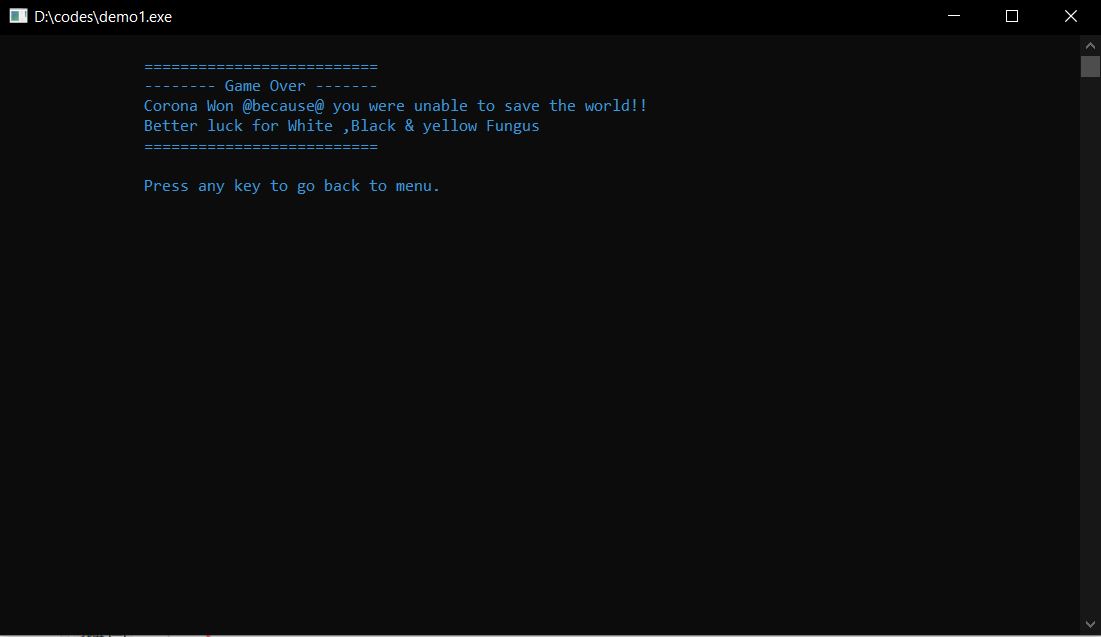 D:\codes\demo1.exe
==========================
-------- Game Over -------
Corona Won @because@ you were unable to save the world!!
Better luck for White ,Black & yellow Fungus
==========================
Press any key to go back to menu.